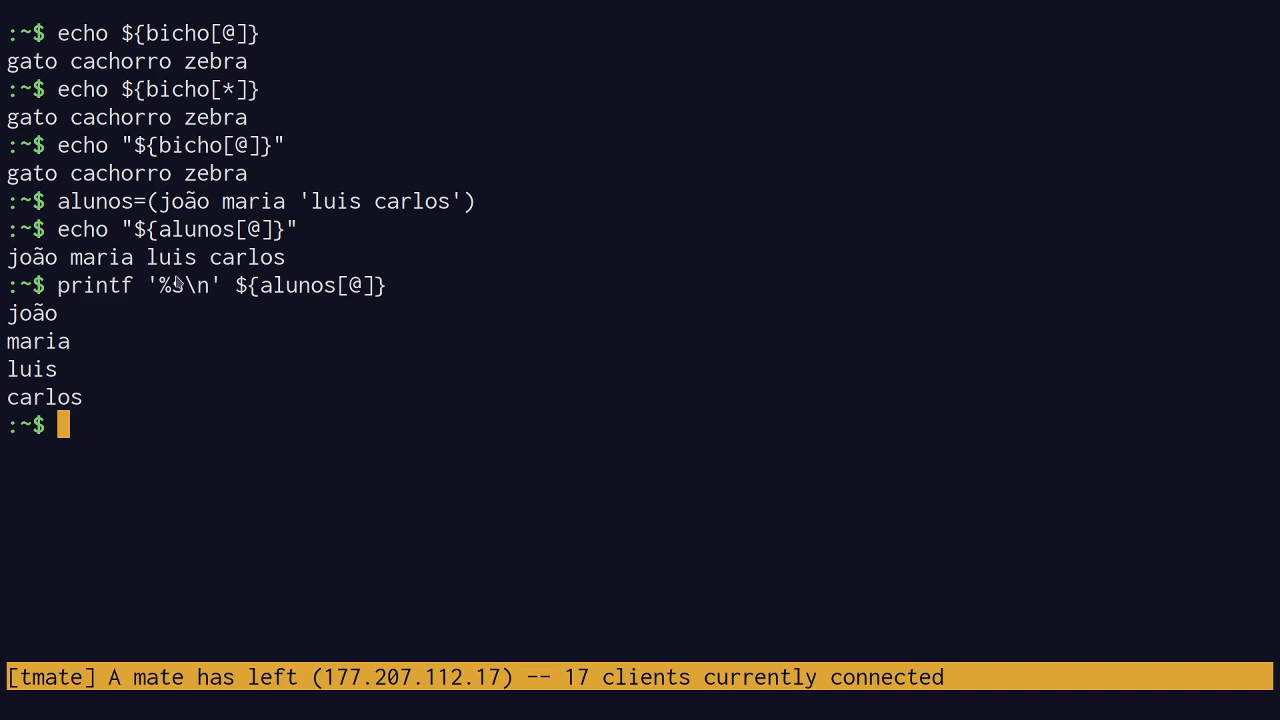 :~$ echo ${bicho[@]}
gato cachorro zebra
:~$ echo ${bicho[*]}
gato cachorro zebra
:~$ echo "${bicho[@]}"
gato cachorro zebra
:~$ alunos=(joão maria 'luis carlos')
:~$ echo "${alunos[@]}"
joão maria luis carlos
:~$ printf '%s\n' ${alunos[@]}
joão
maria
luis
carlos
:~$
[tmate] A mate has left (177.207.112.17) -- 17 clients currently connected